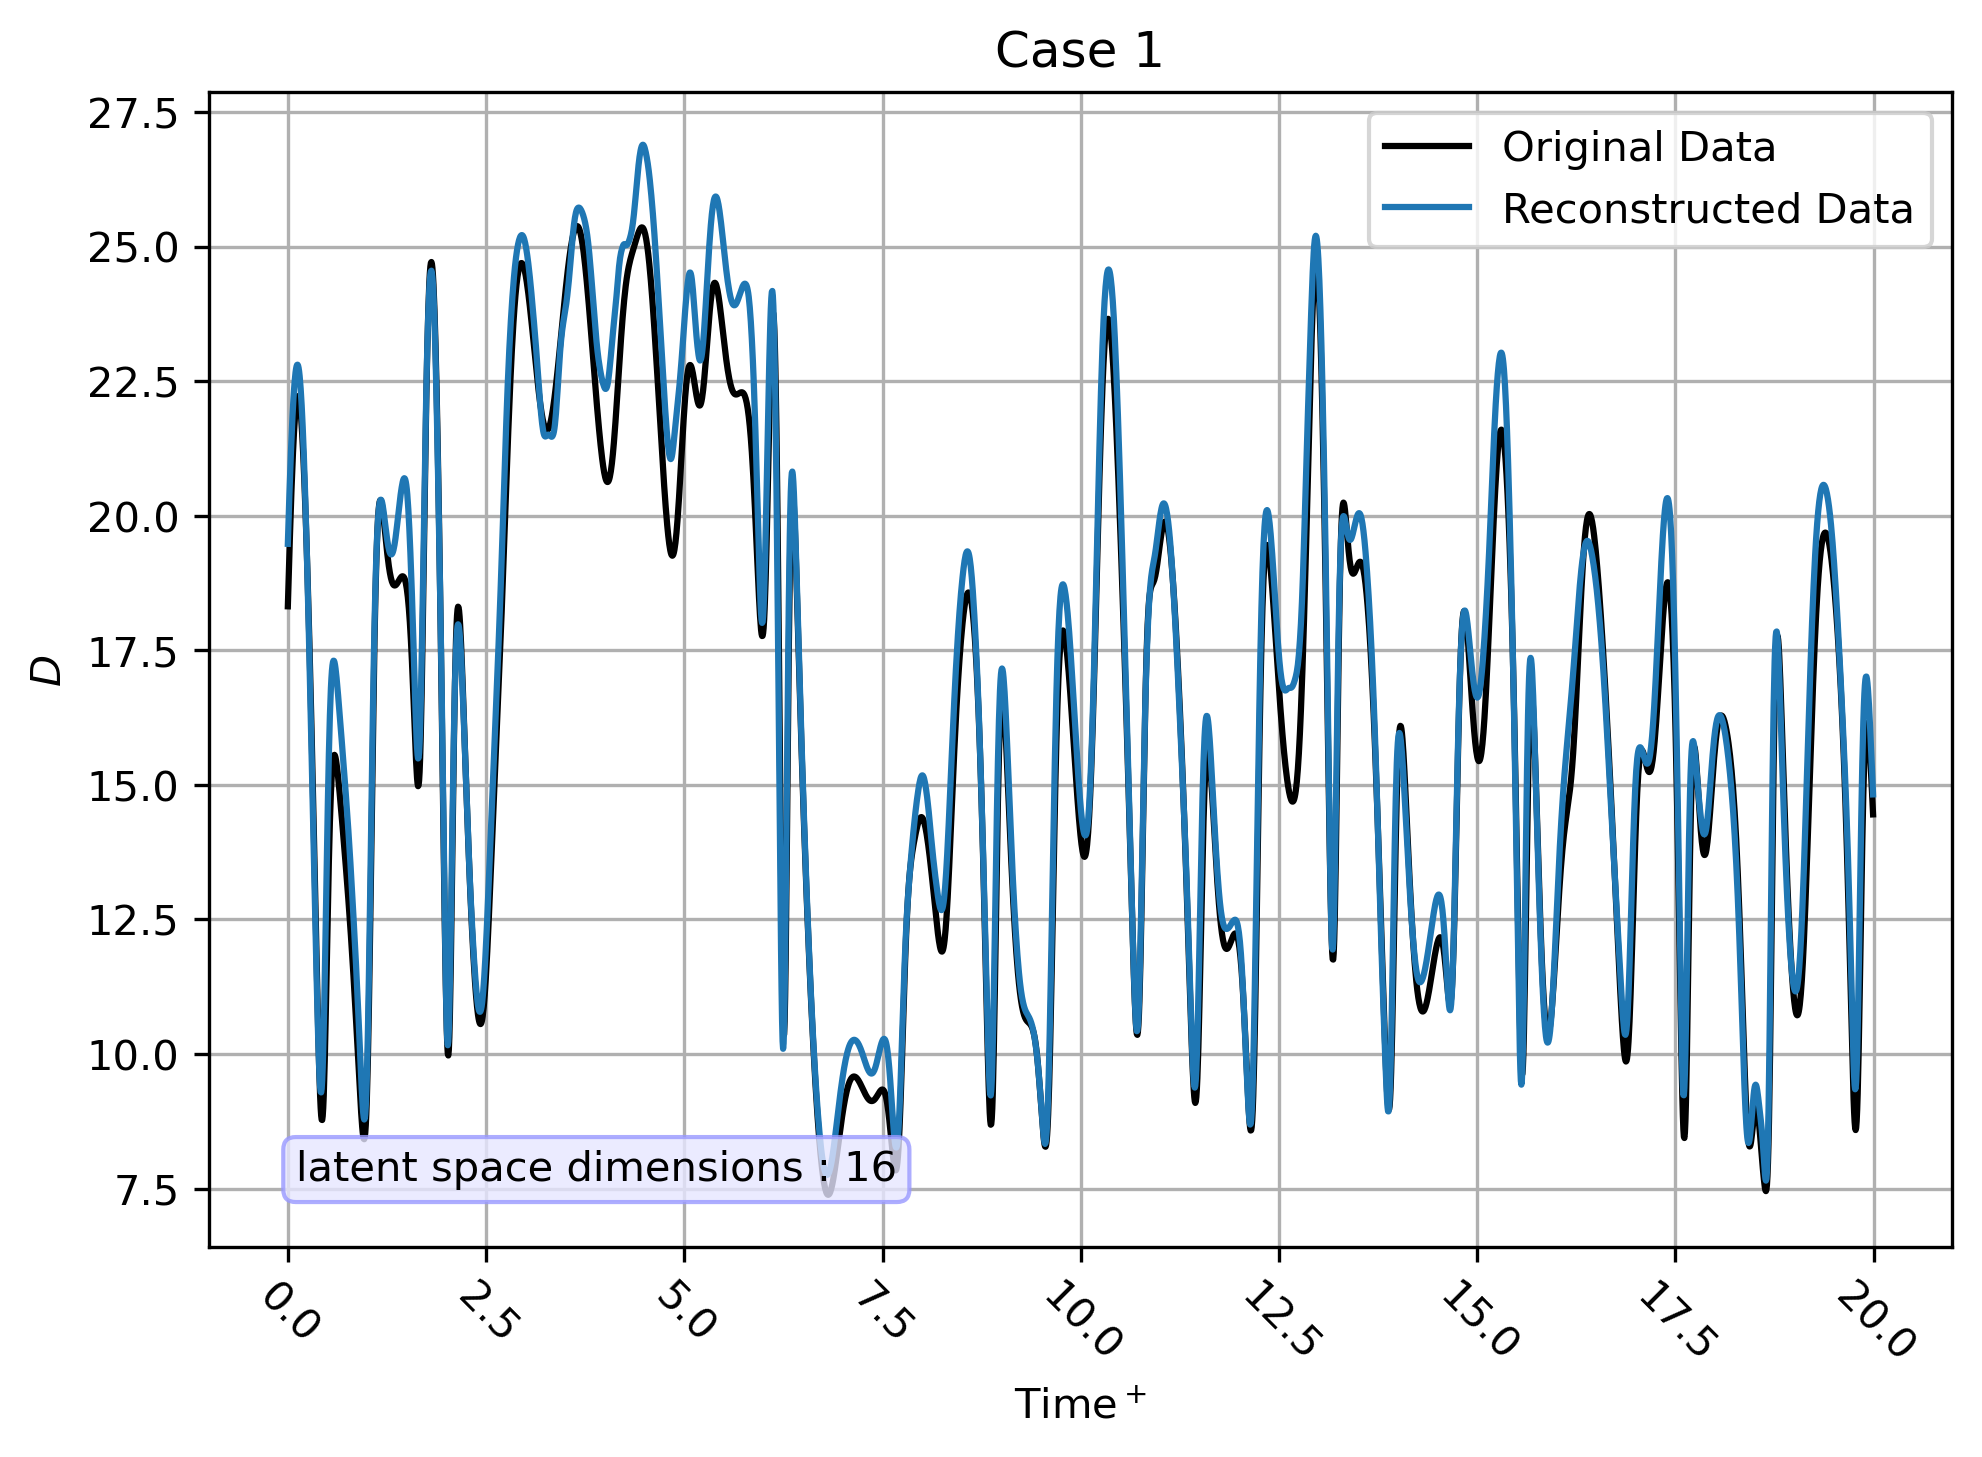 Case 1
27.5
25.0
22.5
20.0
17.5
15.0
12.5
10.0
7.5
D
Original Data
Reconstructed Data
latent space dimensions : 16
0.0 2.5 5.0 7.5 10.0 12.5 15.0 17.5 20.0
Time⁺